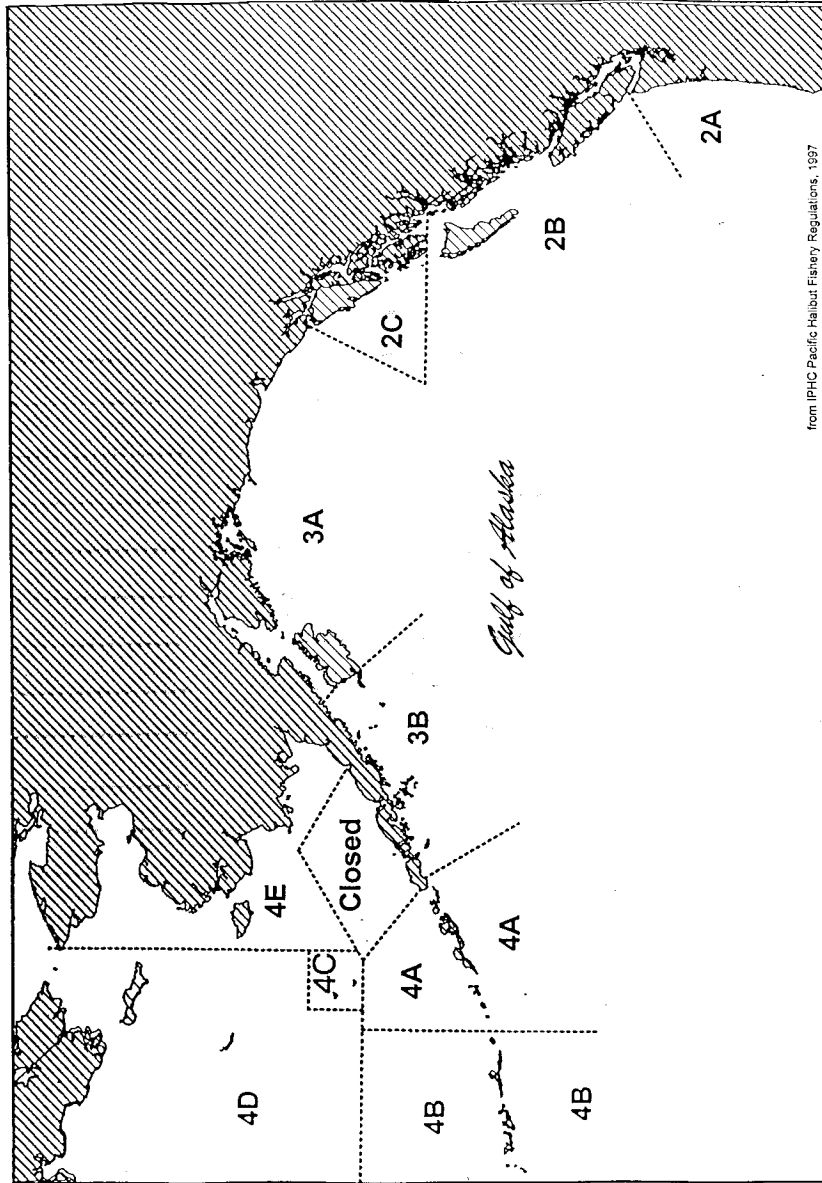 4D
4C
4E
Closed
4B
4B
4A
4A
3B
3A
Gulf of Alaska
2C
2B
2A
from IPHC Pacific Halibut Fishery Regulations, 1997